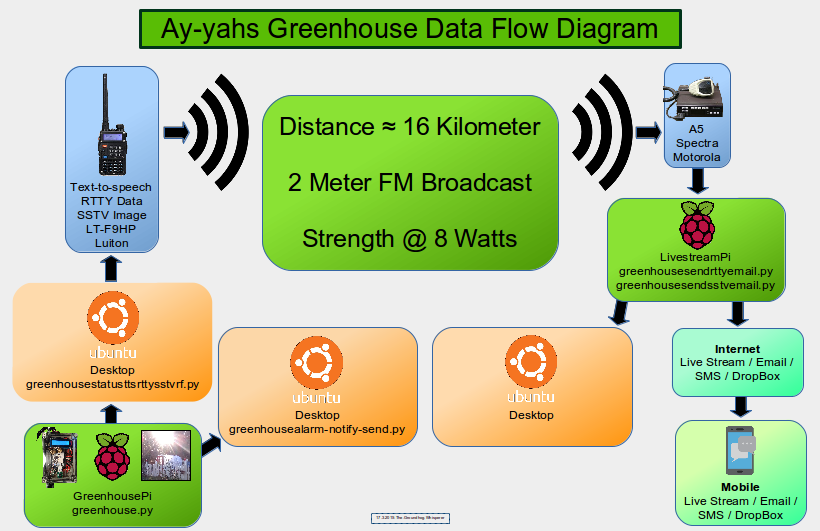 Ay-yahs Greenhouse Data Flow Diagram
Text-to-speech
RTTY Data
SSTV Image
LT-F9HP
Luiton
Distance ≈ 16 Kilometer
2 Meter FM Broadcast
Strength @ 8 Watts
A5
Spectra
Motorola
LivestreamPi
greenhousesendrttyemail.py
greenhousesendsstvemail.py
ubuntu
Desktop
greenhousestatusttsrttysstvrf.py
ubuntu
Desktop
greenhousealarm-notify-send.py
ubuntu
Desktop
Internet
Live Stream / Email /
SMS / DropBox
GreenhousePi
greenhouse.py
Mobile
Live Stream / Email /
SMS / DropBox
The Groundhog Whisperer